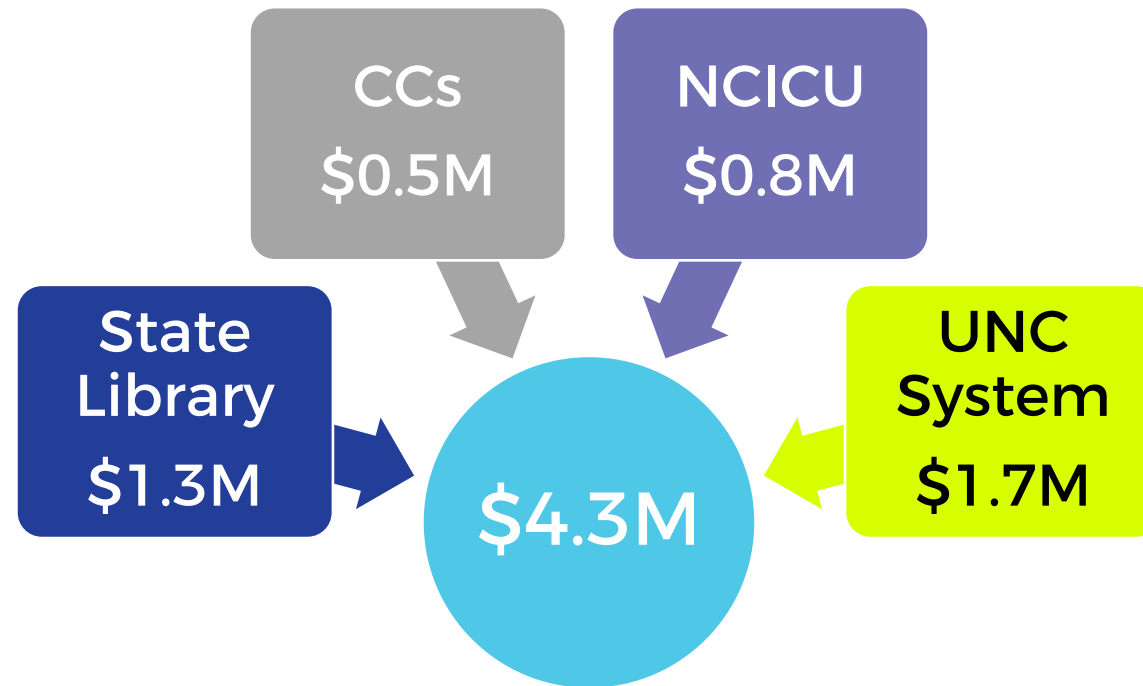 CCs
$0.5M
NCICU
$0.8M
State
Library
$1.3M
UNC
System
$1.7M
$4.3M